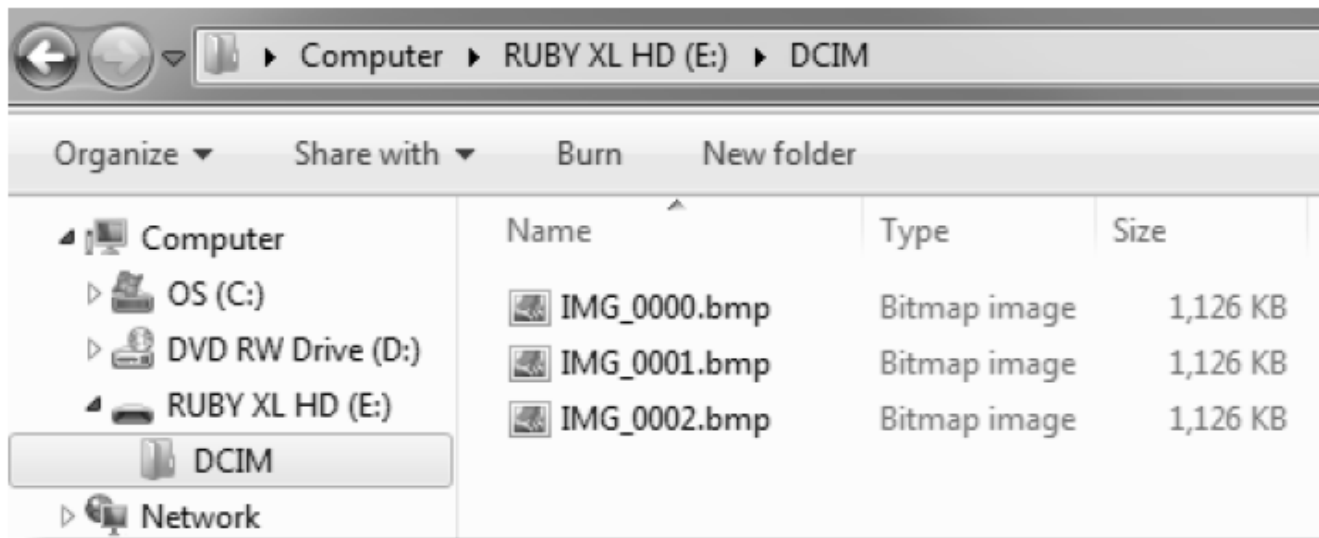 Computer RUBY XL HD (E:) DCIM
Organize Share with Burn New folder
Computer
OS (C:)
DVD RW Drive (D:)
RUBY XL HD (E:)
DCIM
Network
Name Type Size
IMG_0000.bmp Bitmap image 1,126 KB
IMG_0001.bmp Bitmap image 1,126 KB
IMG_0002.bmp Bitmap image 1,126 KB